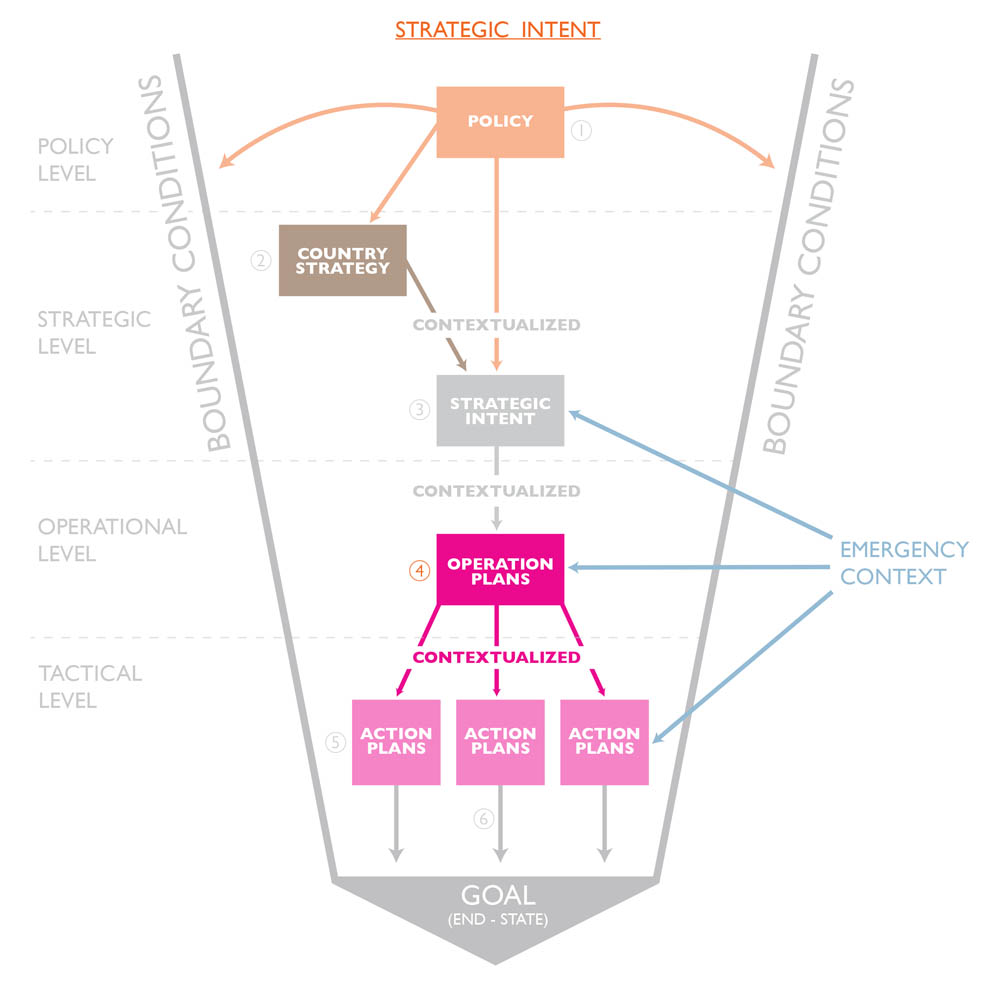 STRATEGIC INTENT
BOUNDARY CONDITIONS
BOUNDARY CONDITIONS
POLICY
1
POLICY
LEVEL
2
COUNTRY
STRATEGY
STRATEGIC
LEVEL
CONTEXTUALIZED
3
STRATEGIC
INTENT
CONTEXTUALIZED
OPERATIONAL
LEVEL
4
OPERATION
PLANS
EMERGENCY
CONTEXT
CONTEXTUALIZED
TACTICAL
LEVEL
5
ACTION
PLANS
ACTION
PLANS
ACTION
PLANS
6
GOAL
(END - STATE)